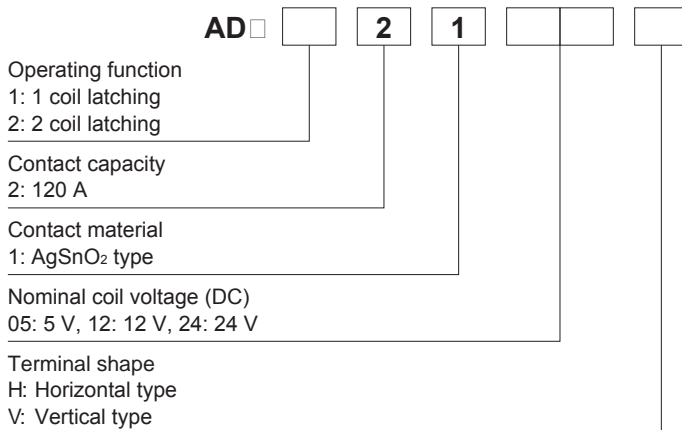 AD□ 2 1
Operating function
1: 1 coil latching
2: 2 coil latching
Contact capacity
2: 120 A
Contact material
1: AgSnO2 type
Nominal coil voltage (DC)
05: 5 V, 12: 12 V, 24: 24 V
Terminal shape
H: Horizontal type
V: Vertical type